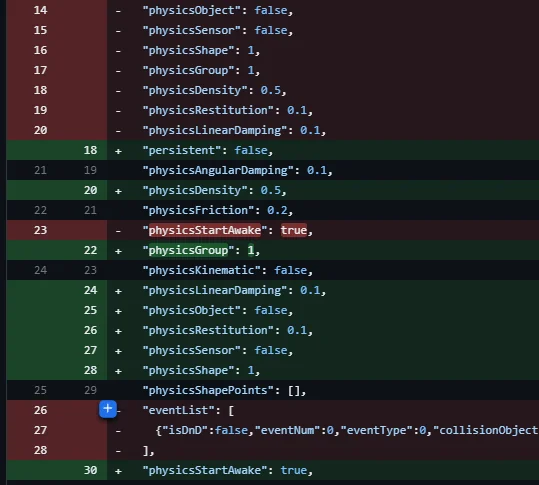 14 - "physicsObject": false,
15 - "physicsSensor": false,
16 - "physicsShape": 1,
17 - "physicsGroup": 1,
18 - "physicsDensity": 0.5,
19 - "physicsRestitution": 0.1,
20 - "physicsLinearDamping": 0.1,
18 + "persistent": false,
21 19 "physicsAngularDamping": 0.1,
20 + "physicsDensity": 0.5,
22 21 "physicsFriction": 0.2,
23 - "physicsStartAwake": true,
22 + "physicsGroup": 1,
24 23 "physicsKinematic": false,
24 + "physicsLinearDamping": 0.1,
25 + "physicsObject": false,
26 + "physicsRestitution": 0.1,
27 + "physicsSensor": false,
28 + "physicsShape": 1,
25 29 "physicsShapePoints": [],
26 + - "eventList": [
27 - {"isDnD":false,"eventNum":0,"eventType":0,"collisionObject
28 - ],
30 + "physicsStartAwake": true,